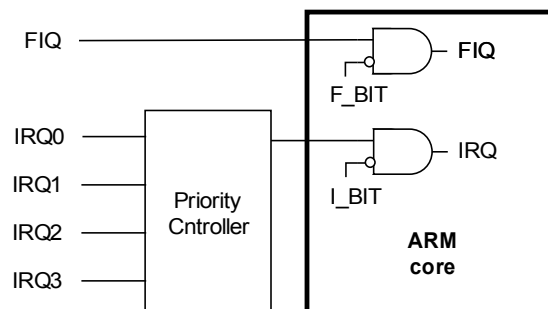 FIQ
FIQ
F_BIT
IRQ0
IRQ
IRQ1
I_BIT
Priority
Cntroller
IRQ2
ARM
core
IRQ3